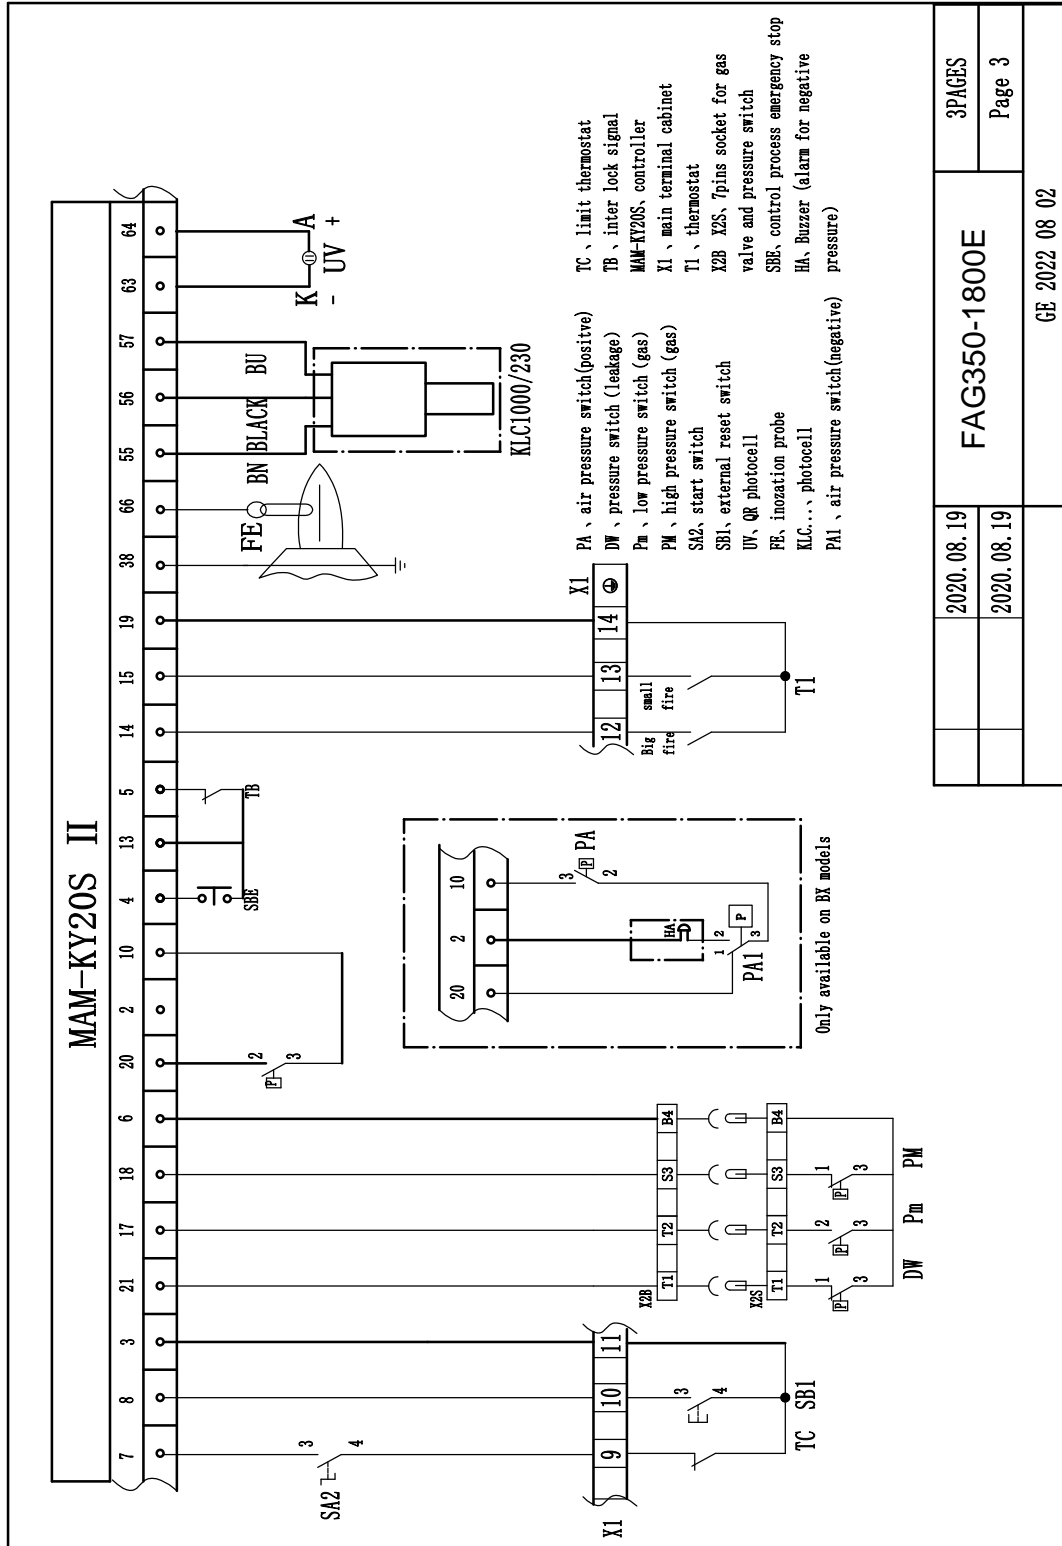 MAM-KY20S II
7 8 3 21 17 18 6 20 2 10 4 13 5 14 15 19 38 66 55 56 57 63 64
SA2
3
4
X1
9 10 11
3
4
TC SB1
X2B
T1 T2 S3 B4
X2S
T1 T2 S3 B4
1 2 1
P P P
3 3 3
DW Pm PM
2
P
3
SBE
TB
20 2 10
3
P PA
2
HA
1 2
P
3
PA1
Only available on BX models
X1
12 13 14
Big
fire
small
fire
T1
FE
BN BLACK BU
KLC1000/230
K A
UV
- +
PA 、air pressure switch(positve)
DW 、pressure switch (leakage)
Pm 、low pressure switch (gas)
PM 、high pressure switch (gas)
SA2、start switch
SB1、external reset switch
UV、QR photocell
FE、inozation probe
KLC...、photocell
PA1 、air pressure switch(negative)
TC 、limit thermostat
TB 、inter lock signal
MAM-KY20S、controller
X1 、main terminal cabinet
T1 、thermostat
X2B X2S、7pins socket for gas
valve and pressure switch
SBE、control process emergency stop
HA、Buzzer (alarm for negative
pressure)
2020.08.19
2020.08.19
FAG350-1800E
3PAGES
Page 3
GE 2022 08 02